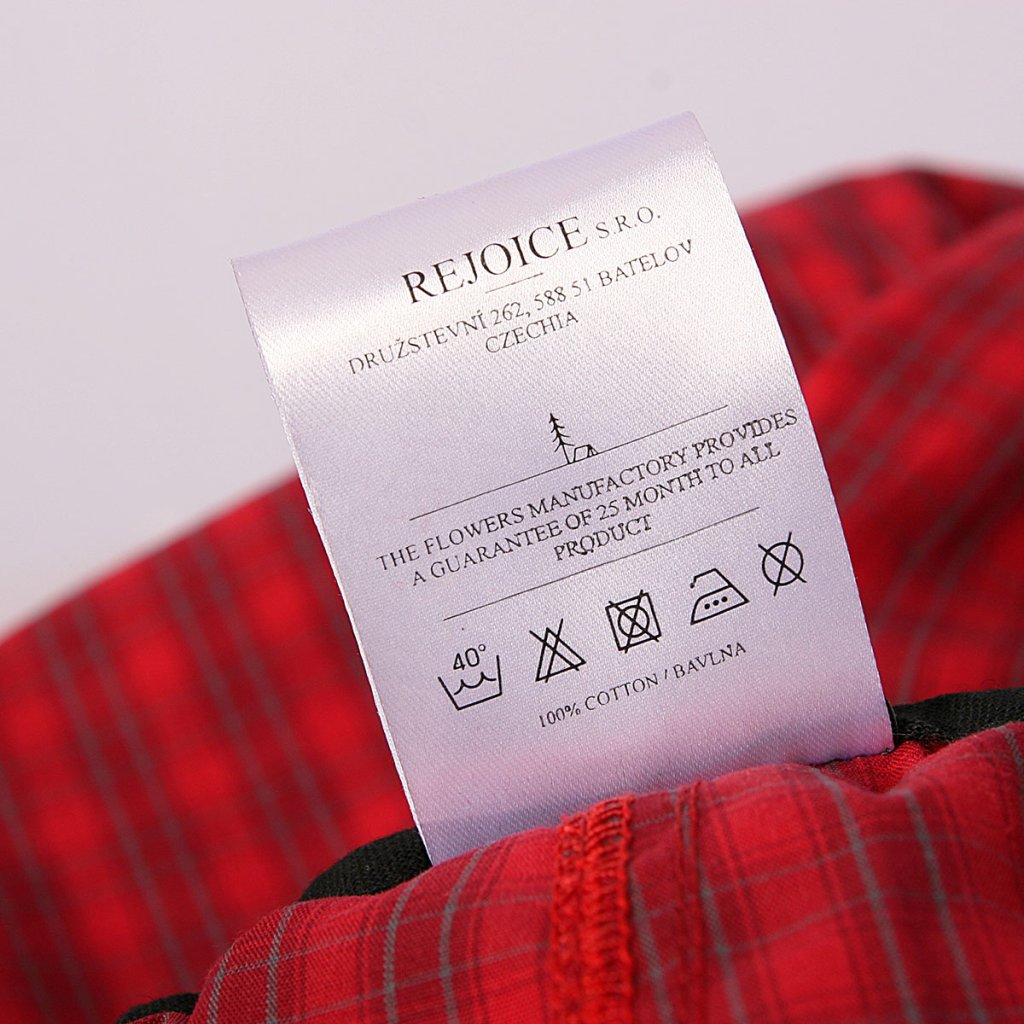 REJOICE S.R.O.
DRUŽSTEVNÍ 262, 588 51 BATELOV
CZECHIA
THE FLOWERS MANUFACTORY PROVIDES
A GUARANTEE OF 25 MONTH TO ALL
PRODUCT
40°
100% COTTON / BAVLNA